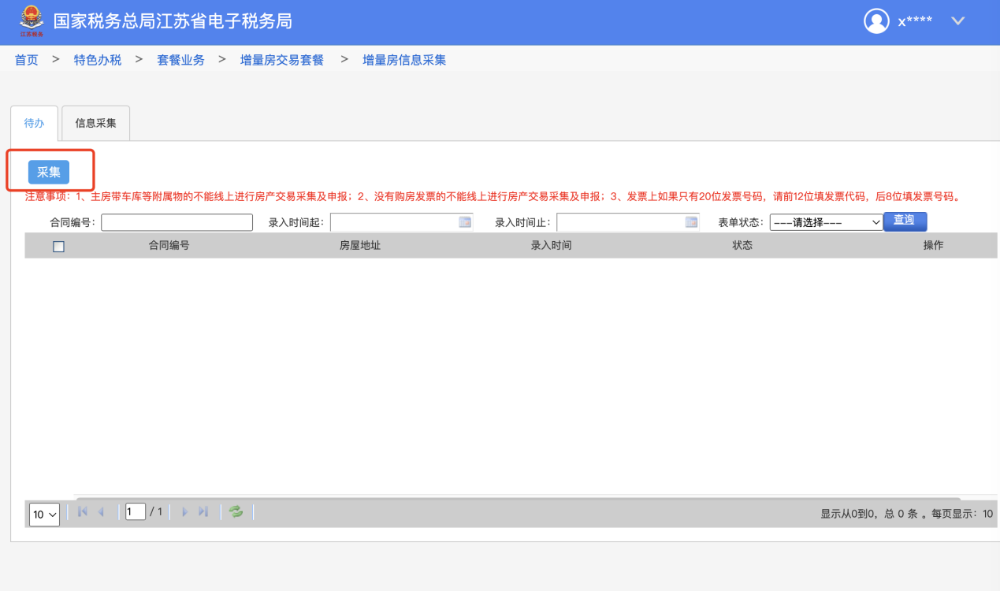 国家税务总局江苏省电子税务局
江苏税务
x****
首页 > 特色办税 > 套餐业务 > 增量房交易套餐 > 增量房信息采集
待办 信息采集
采集
注意事项：1、主房带车库等附属物的不能线上进行房产交易采集及申报；2、没有购房发票的不能线上进行房产交易采集及申报；3、发票上如果只有20位发票号码，请前12位填发票代码，后8位填发票号码。
合同编号： 录入时间起： 录入时间止： 表单状态： ---请选择--- 查询
合同编号 房屋地址 录入时间 状态 操作
10 1 / 1 显示从0到0，总 0 条 。每页显示：10